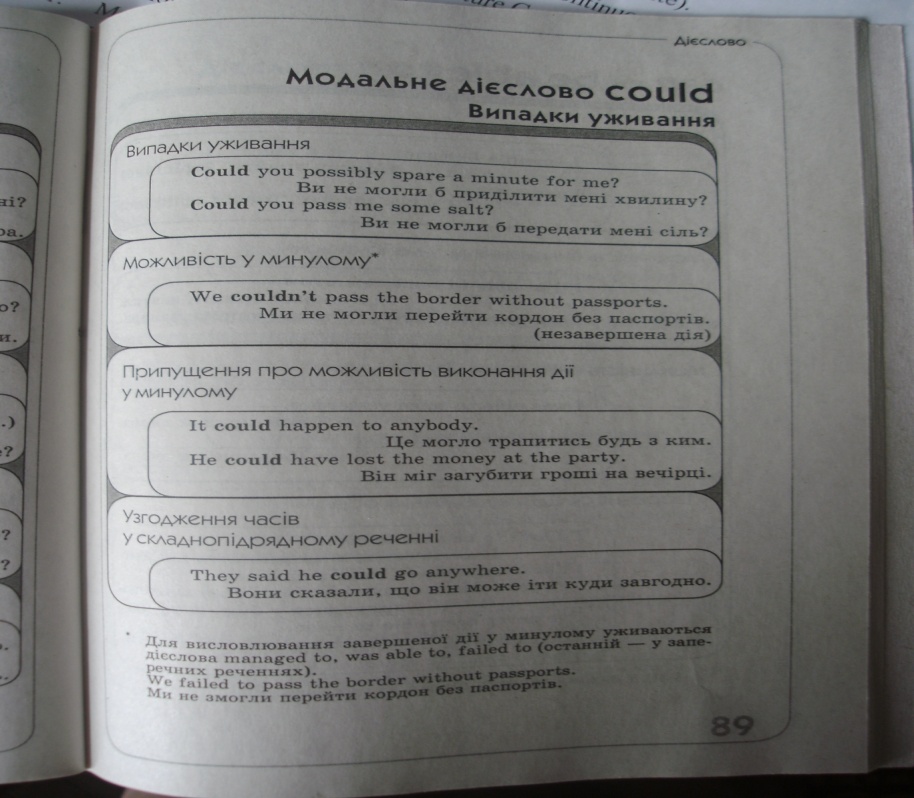 Дієслово
Модальне дієслово could
Випадки уживання
Випадки уживання
Could you possibly spare a minute for me?
Ви не могли б приділити мені хвилину?
Could you pass me some salt?
Ви не могли б передати мені сіль?
Можливість у минулому*
We couldn't pass the border without passports.
Ми не могли перейти кордон без паспортів.
(незавершена дія)
Припущення про можливість виконання дії
у минулому
It could happen to anybody.
Це могло трапитись будь з ким.
He could have lost the money at the party.
Він міг загубити гроші на вечірці.
Узгодження часів
у складнопідрядному реченні
They said he could go anywhere.
Вони сказали, що він може іти куди завгодно.
* Для висловлювання завершеної дії у минулому уживаються
дієслова managed to, was able to, failed to (останній — у запе-
речних реченнях).
We failed to pass the border without passports.
Ми не змогли перейти кордон без паспортів.
89